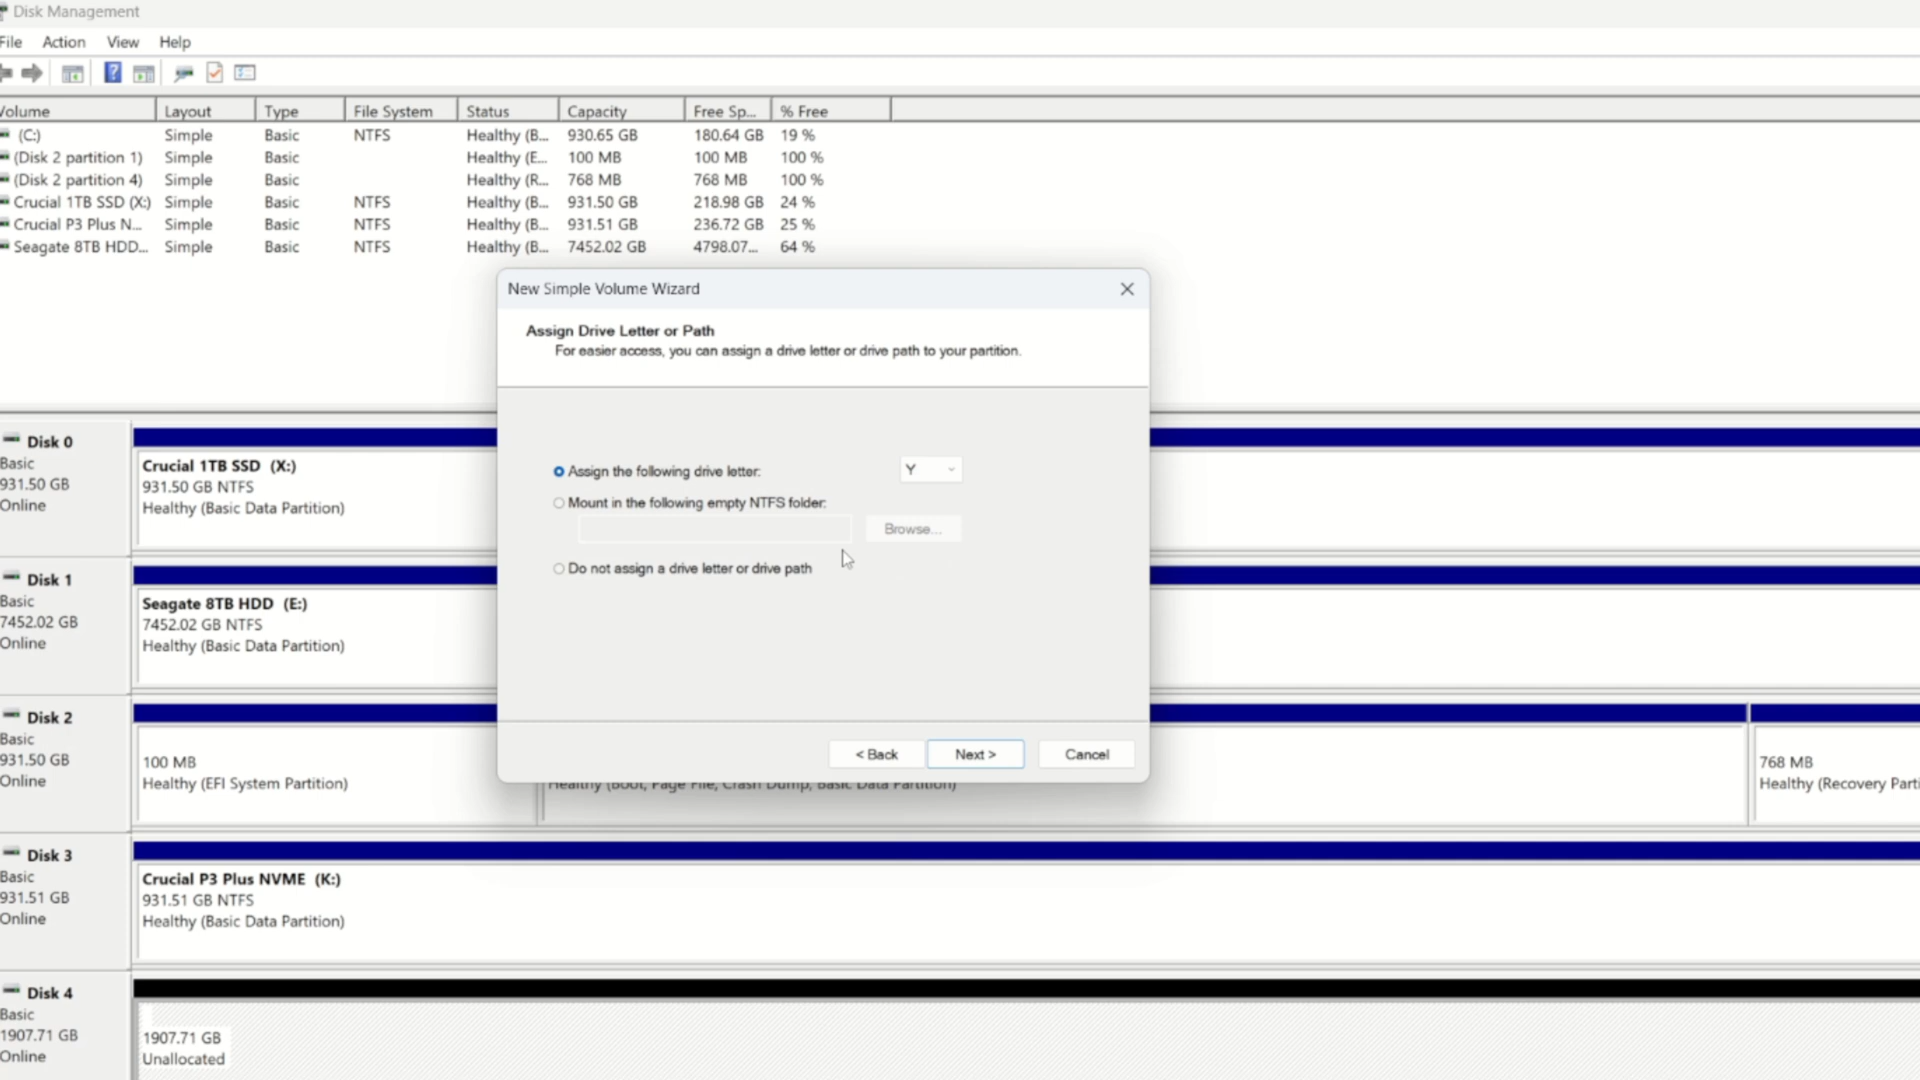 Disk Management
File Action View Help
Volume Layout Type File System Status Capacity Free Sp... % Free
(C:) Simple Basic NTFS Healthy (B... 930.65 GB 180.64 GB 19 %
(Disk 2 partition 1) Simple Basic Healthy (E... 100 MB 100 MB 100 %
(Disk 2 partition 4) Simple Basic Healthy (R... 768 MB 768 MB 100 %
Crucial 1TB SSD (X:) Simple Basic NTFS Healthy (B... 931.50 GB 218.98 GB 24 %
Crucial P3 Plus N... Simple Basic NTFS Healthy (B... 931.51 GB 236.72 GB 25 %
Seagate 8TB HDD... Simple Basic NTFS Healthy (B... 7452.02 GB 4798.07... 64 %
New Simple Volume Wizard
Assign Drive Letter or Path
For easier access, you can assign a drive letter or drive path to your partition.
Assign the following drive letter: Y
Mount in the following empty NTFS folder:
Browse...
Do not assign a drive letter or drive path
< Back Next > Cancel
Disk 0
Basic
931.50 GB
Online
Crucial 1TB SSD (X:)
931.50 GB NTFS
Healthy (Basic Data Partition)
Disk 1
Basic
7452.02 GB
Online
Seagate 8TB HDD (E:)
7452.02 GB NTFS
Healthy (Basic Data Partition)
Disk 2
Basic
931.50 GB
Online
100 MB
Healthy (EFI System Partition)
Healthy (Boot, Page File, Crash Dump, Basic Data Partition)
768 MB
Healthy (Recovery Parti
Disk 3
Basic
931.51 GB
Online
Crucial P3 Plus NVME (K:)
931.51 GB NTFS
Healthy (Basic Data Partition)
Disk 4
Basic
1907.71 GB
Online
1907.71 GB
Unallocated